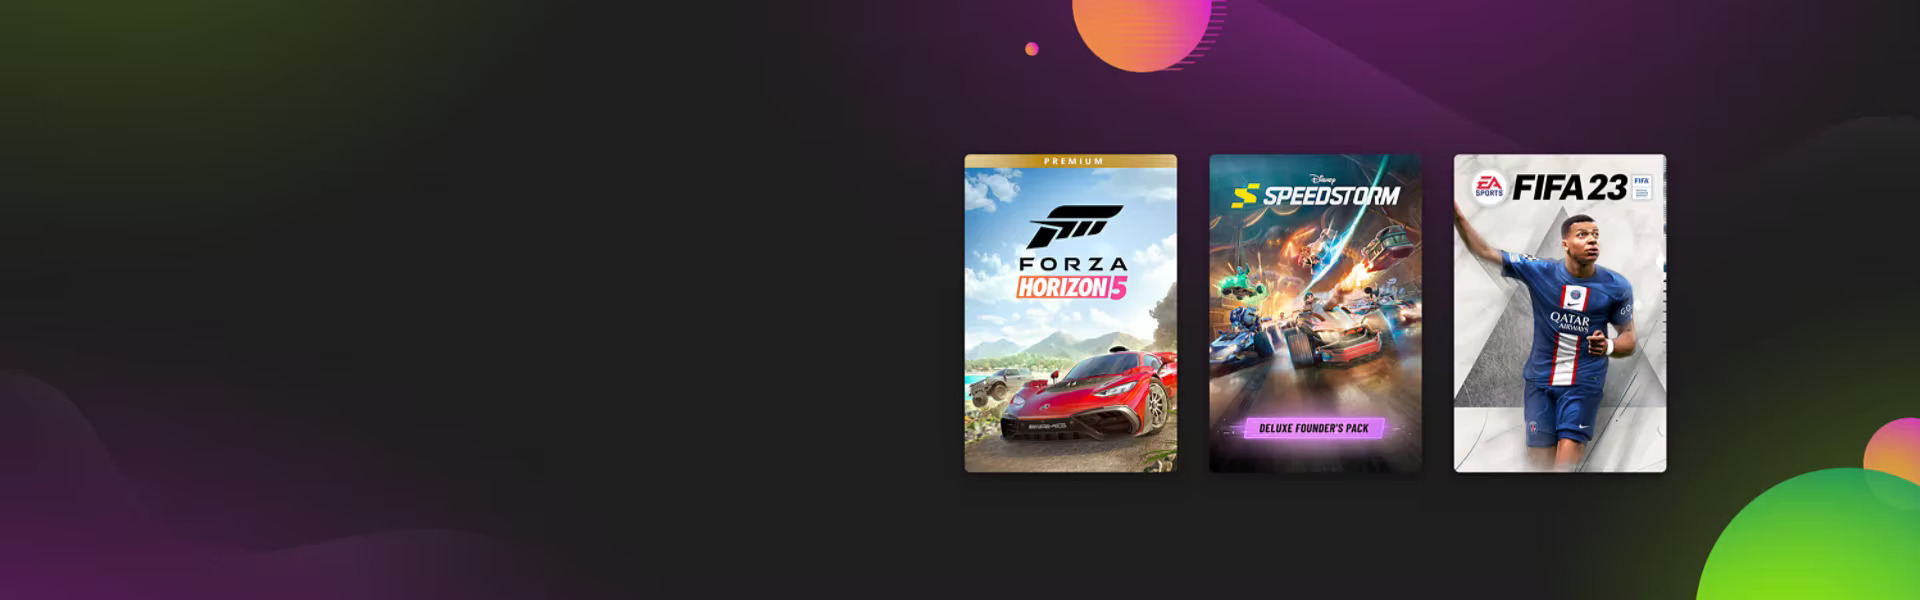 PREMIUM
FORZA
HORIZON 5
Disney
SPEEDSTORM
DELUXE FOUNDER'S PACK
EA
SPORTS
FIFA 23
FIFA
QATAR
AIRWAYS